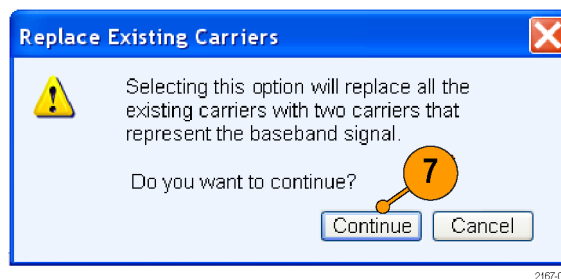 Replace Existing Carriers
Selecting this option will replace all the
existing carriers with two carriers that
represent the baseband signal.
Do you want to continue?
7
Continue Cancel